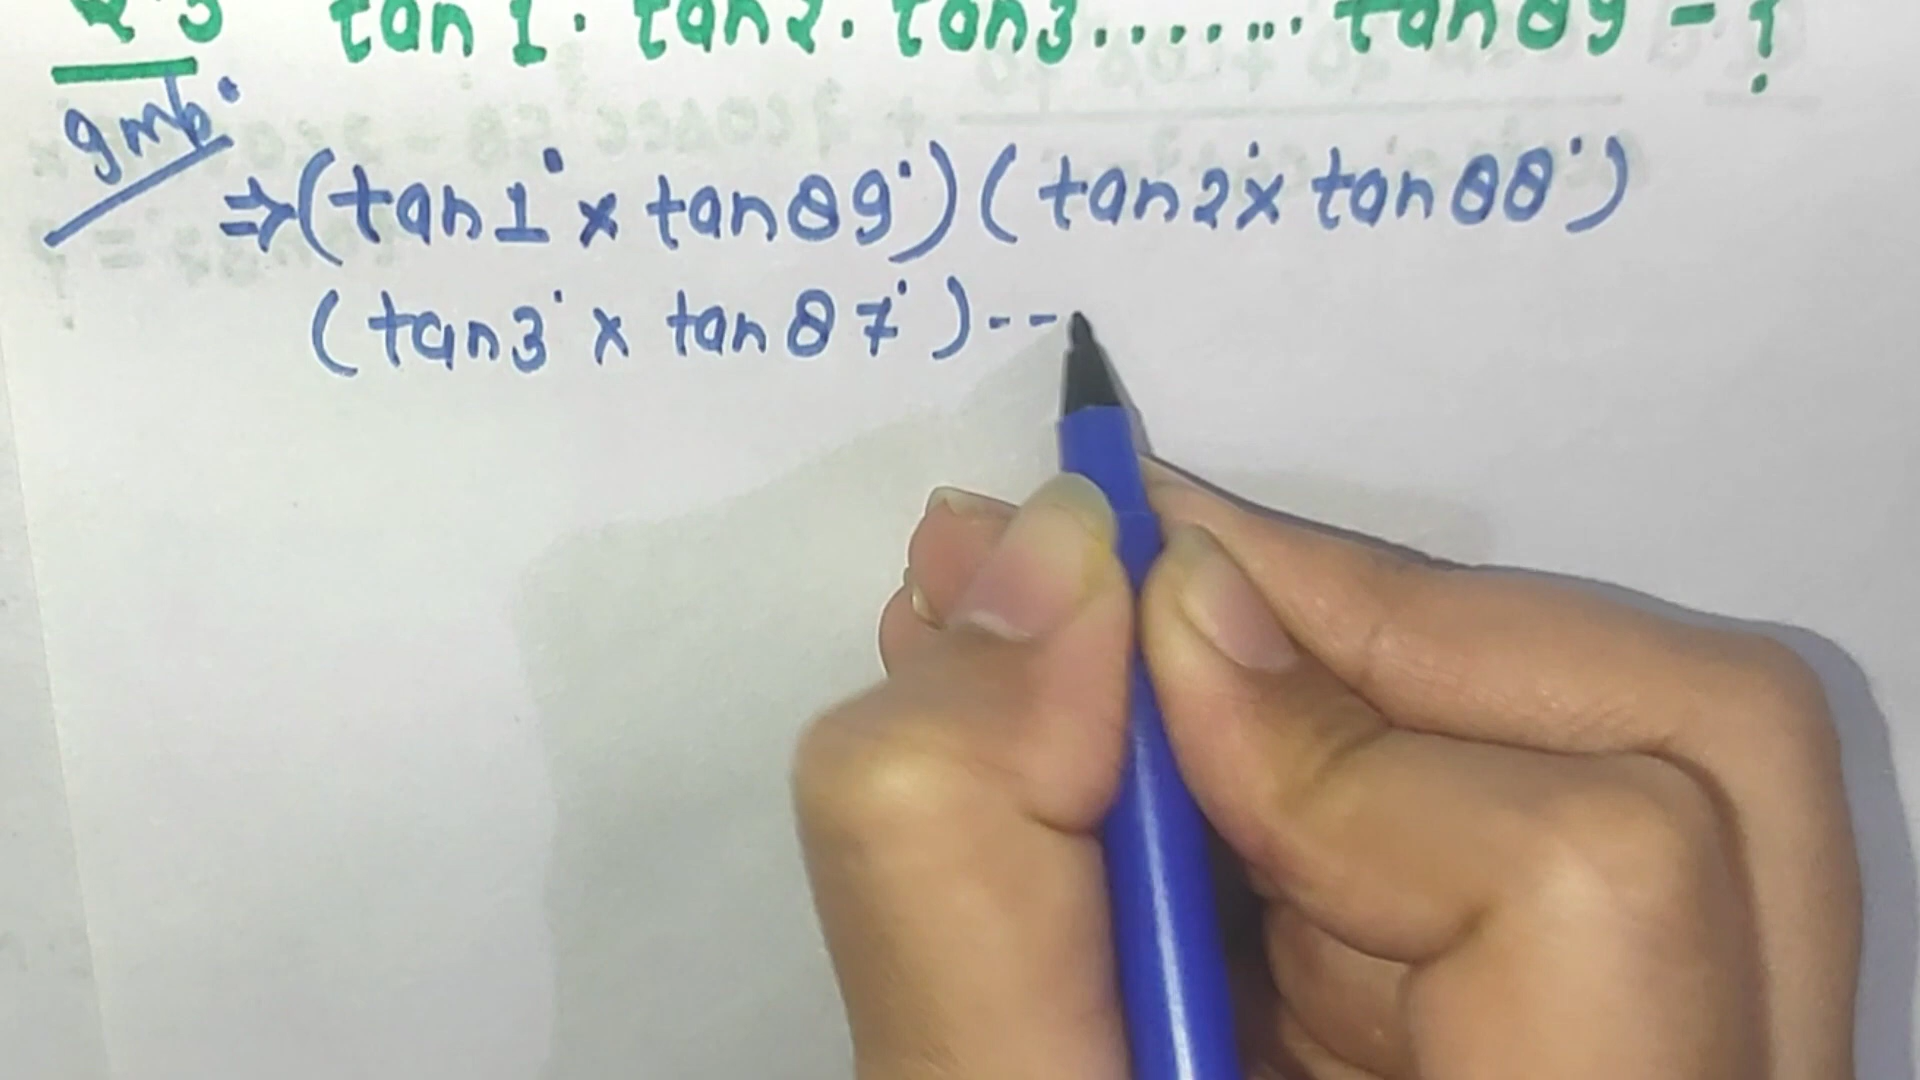 tan 1 . tan 2 . tan 3 ....... tan 89 = ?
gmb.
⇒ (tan 1° × tan 89°) ( tan 2° × tan 88°)
(tan 3° × tan 87°) ---